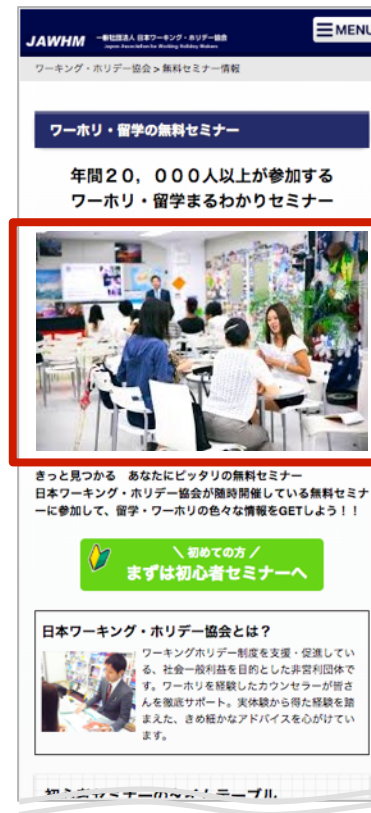 JAWHM 一般社団法人 日本ワーキング・ホリデー協会
Japan Association for Working Holiday Makers
MENU
ワーキング・ホリデー協会 > 無料セミナー情報
ワーホリ・留学の無料セミナー
年間20，000人以上が参加する
ワーホリ・留学まるわかりセミナー
きっと見つかる　あなたにピッタリの無料セミナー
日本ワーキング・ホリデー協会が随時開催している無料セミナ
ーに参加して、留学・ワーホリの色々な情報をGETしよう！！
＼ 初めての方 ／
まずは初心者セミナーへ
日本ワーキング・ホリデー協会とは？
ワーキングホリデー制度を支援・促進してい
る、社会一般利益を目的とした非営利団体で
す。ワーホリを経験したカウンセラーが皆さ
んを徹底サポート。実体験から得た経験を踏
まえた、きめ細かなアドバイスを心がけてい
ます。
初心者セミナーのタイムテーブル